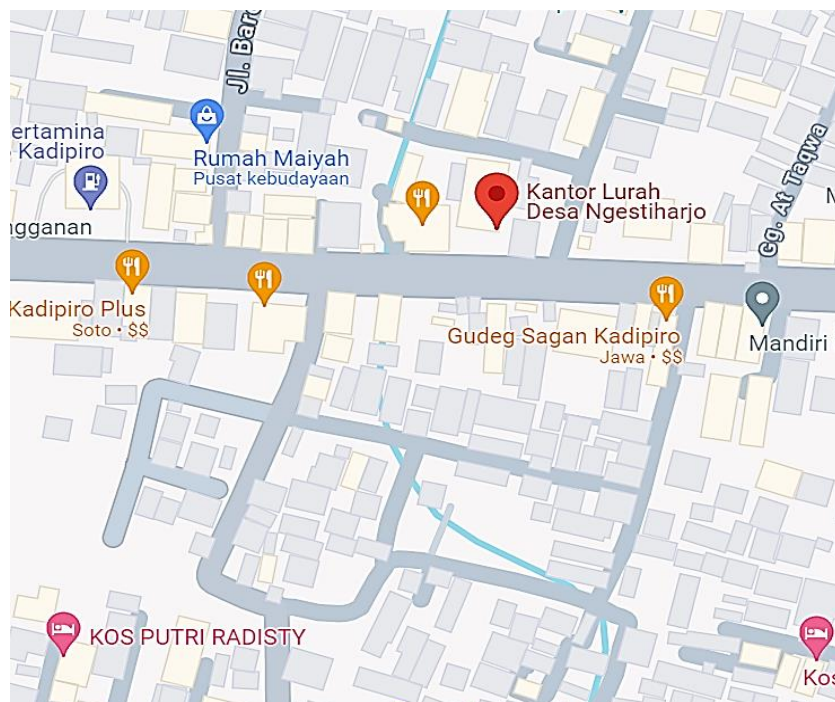 Jl. Baro
ertamina
Kadipiro
Rumah Maiyah
Pusat kebudayaan
Kantor Lurah
Desa Ngestiharjo
Gg. At Taqwa
M
ngganan
Kadipiro Plus
Soto • $$
Gudeg Sagan Kadipiro
Jawa • $$
Mandiri
KOS PUTRI RADISTY
Kos